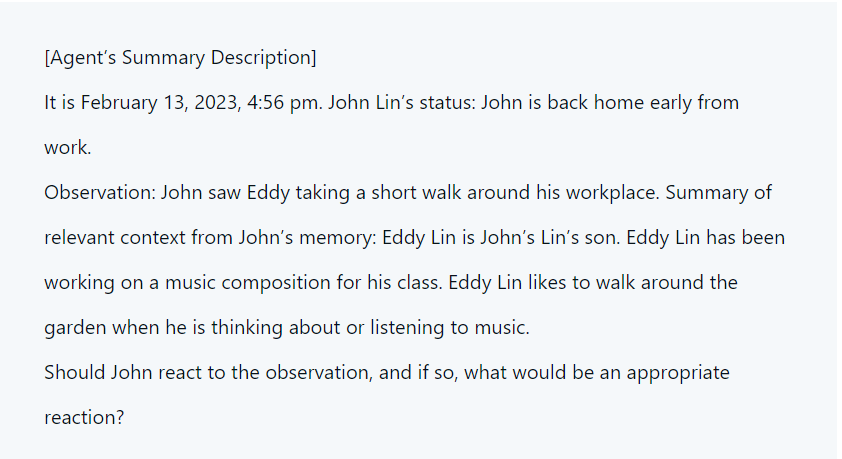 [Agent’s Summary Description]
It is February 13, 2023, 4:56 pm. John Lin’s status: John is back home early from
work.
Observation: John saw Eddy taking a short walk around his workplace. Summary of
relevant context from John’s memory: Eddy Lin is John’s Lin’s son. Eddy Lin has been
working on a music composition for his class. Eddy Lin likes to walk around the
garden when he is thinking about or listening to music.
Should John react to the observation, and if so, what would be an appropriate
reaction?